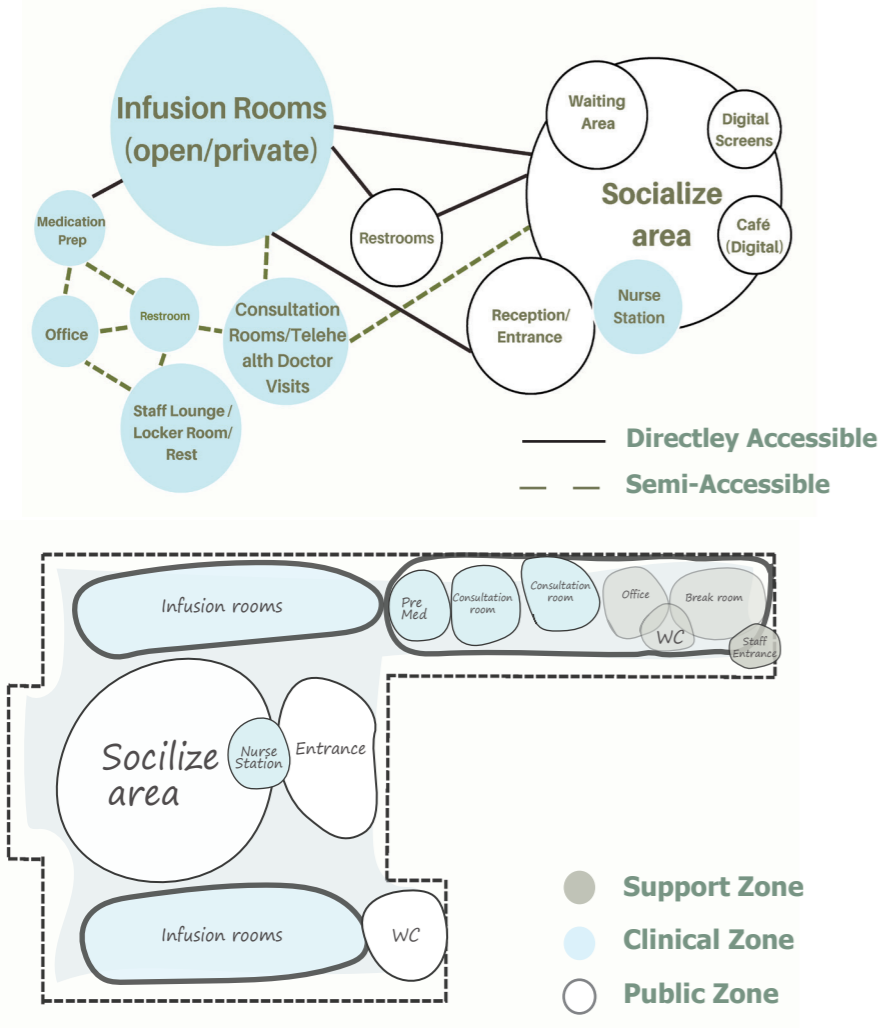 Infusion Rooms
(open/private)
Waiting
Area
Digital
Screens
Socialize
area
Café
(Digital)
Medication
Prep
Restrooms
Office
Restroom
Consultation
Rooms/Telehe
alth Doctor
Visits
Reception/
Entrance
Nurse
Station
Staff Lounge /
Locker Room/
Rest
Directley Accessible
Semi-Accessible
Infusion rooms
Pre
Med
Consultation
room
Consultation
room
Office
Break room
WC
Staff
Entrance
Socilize
area
Nurse
Station
Entrance
Infusion rooms
WC
Support Zone
Clinical Zone
Public Zone